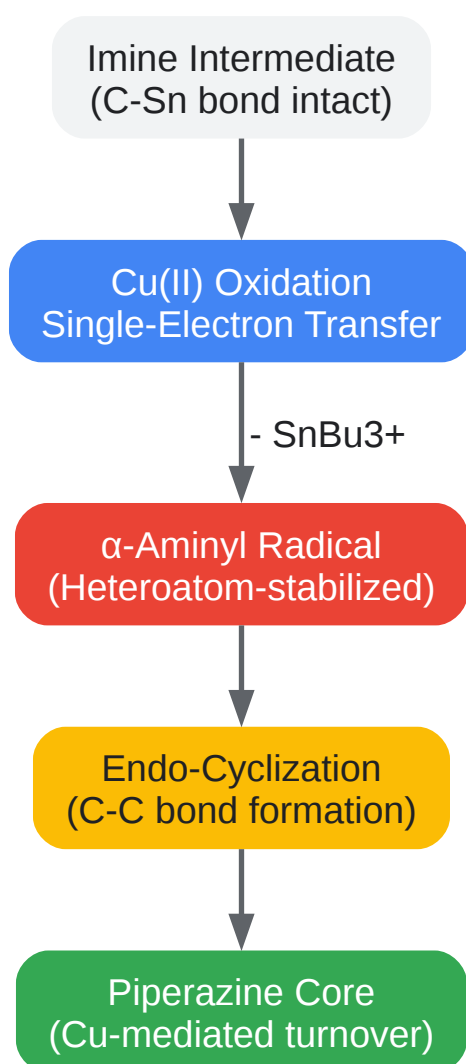 Imine Intermediate
(C-Sn bond intact)
Cu(II) Oxidation
Single-Electron Transfer
- SnBu3+
α-Aminyl Radical
(Heteroatom-stabilized)
Endo-Cyclization
(C-C bond formation)
Piperazine Core
(Cu-mediated turnover)